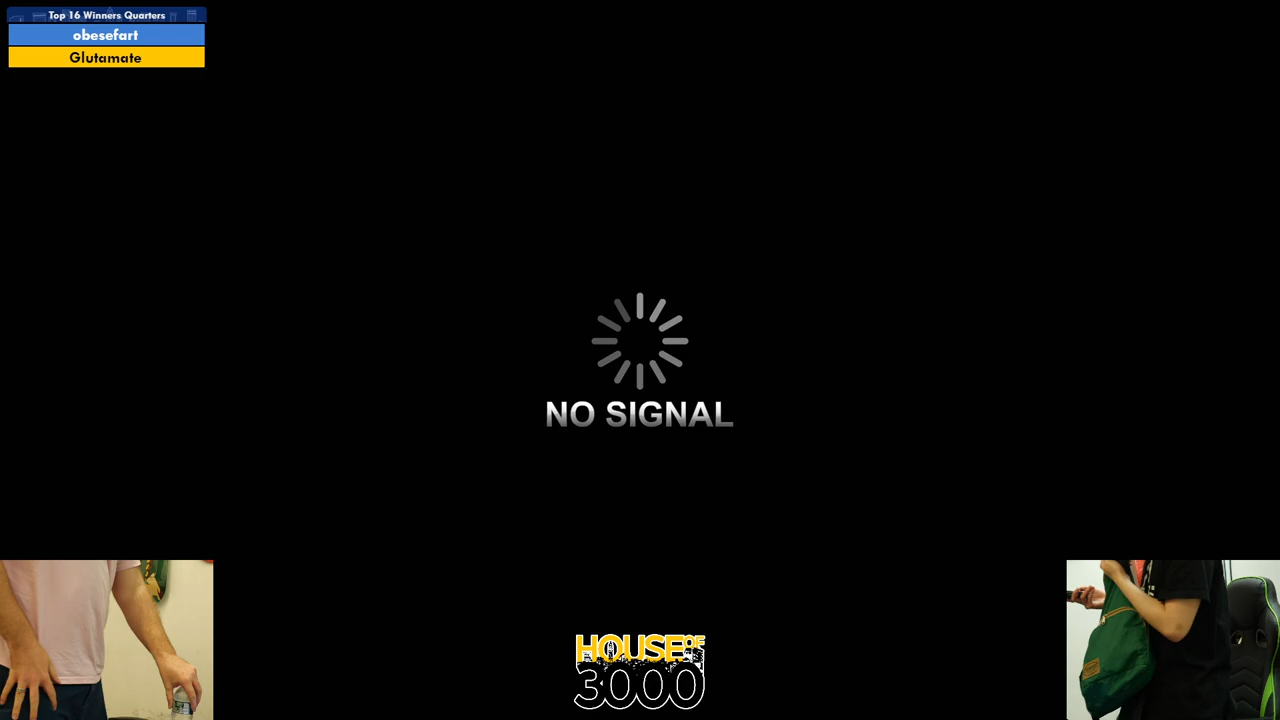 Top 16 Winners Quarters
obesefart
Glutamate
NO SIGNAL
HOUSE OF
3000